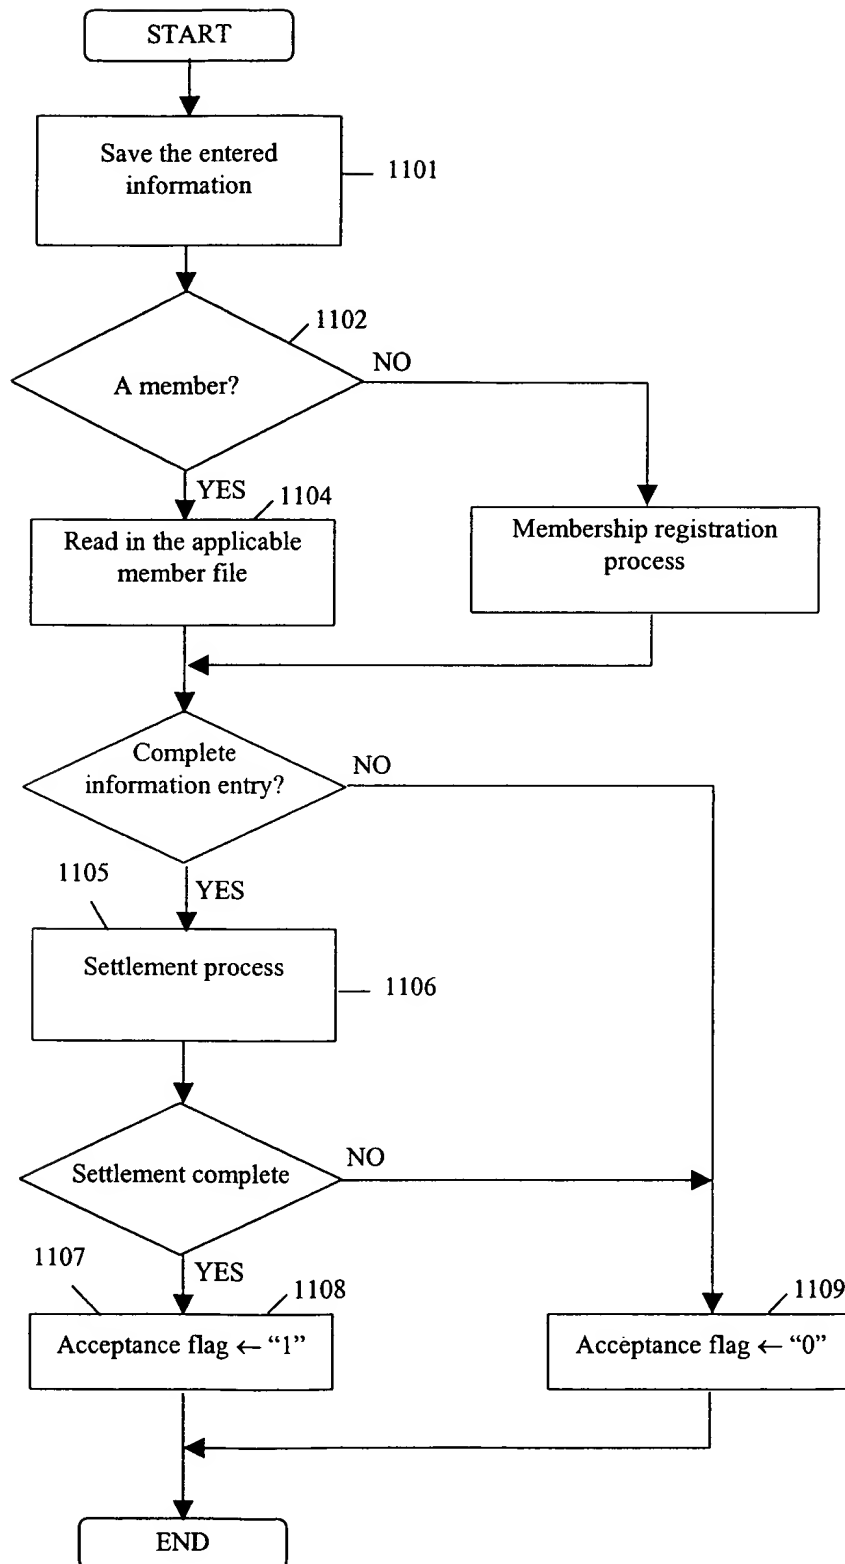 START
Save the entered
information
1101
1102
A member?
NO
YES
1104
Read in the applicable
member file
Membership registration
process
Complete
information entry?
NO
1105
YES
Settlement process
1106
Settlement complete
NO
1107
YES
1108
1109
Acceptance flag ← “1”
Acceptance flag ← “0”
END